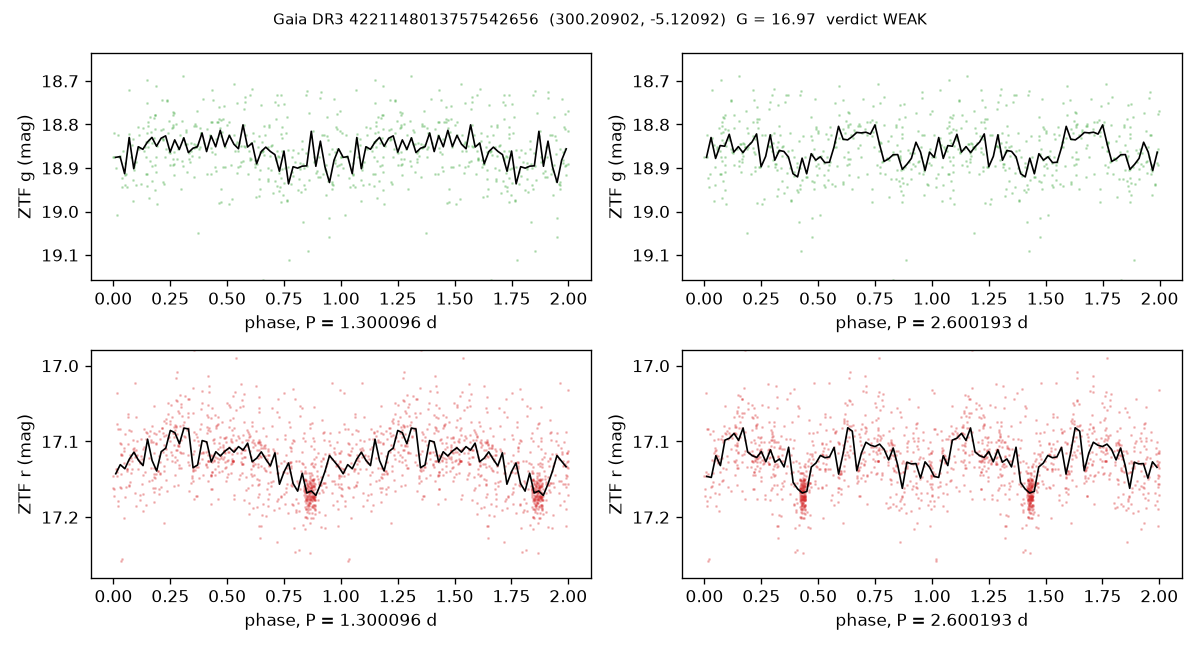 Gaia DR3 4221148013757542656  (300.20902, -5.12092)  G = 16.97  verdict WEAK
ZTF g (mag)
18.7
18.8
18.9
19.0
19.1
0.00 0.25 0.50 0.75 1.00 1.25 1.50 1.75 2.00
phase, P = 1.300096 d
ZTF g (mag)
18.7
18.8
18.9
19.0
19.1
0.00 0.25 0.50 0.75 1.00 1.25 1.50 1.75 2.00
phase, P = 2.600193 d
ZTF r (mag)
17.0
17.1
17.2
0.00 0.25 0.50 0.75 1.00 1.25 1.50 1.75 2.00
phase, P = 1.300096 d
ZTF r (mag)
17.0
17.1
17.2
0.00 0.25 0.50 0.75 1.00 1.25 1.50 1.75 2.00
phase, P = 2.600193 d